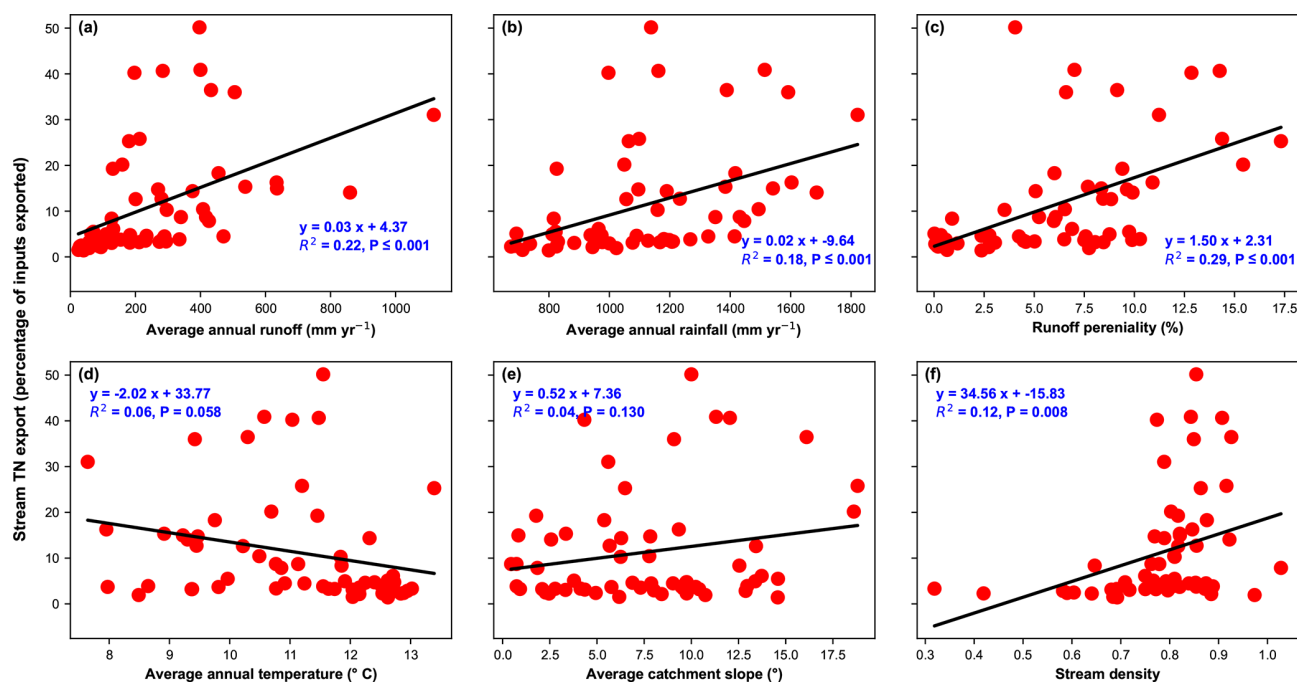 Stream TN export (percentage of inputs exported)
(a)
50
40
30
20
10
0
y = 0.03 x + 4.37
R² = 0.22, P ≤ 0.001
0 200 400 600 800 1000
Average annual runoff (mm yr⁻¹)
(b)
y = 0.02 x + -9.64
R² = 0.18, P ≤ 0.001
800 1000 1200 1400 1600 1800
Average annual rainfall (mm yr⁻¹)
(c)
y = 1.50 x + 2.31
R² = 0.29, P ≤ 0.001
0.0 2.5 5.0 7.5 10.0 12.5 15.0 17.5
Runoff pereniality (%)
(d)
50
40
30
20
10
0
y = -2.02 x + 33.77
R² = 0.06, P = 0.058
8 9 10 11 12 13
Average annual temperature (° C)
(e)
y = 0.52 x + 7.36
R² = 0.04, P = 0.130
0.0 2.5 5.0 7.5 10.0 12.5 15.0 17.5
Average catchment slope (°)
(f)
y = 34.56 x + -15.83
R² = 0.12, P = 0.008
0.3 0.4 0.5 0.6 0.7 0.8 0.9 1.0
Stream density